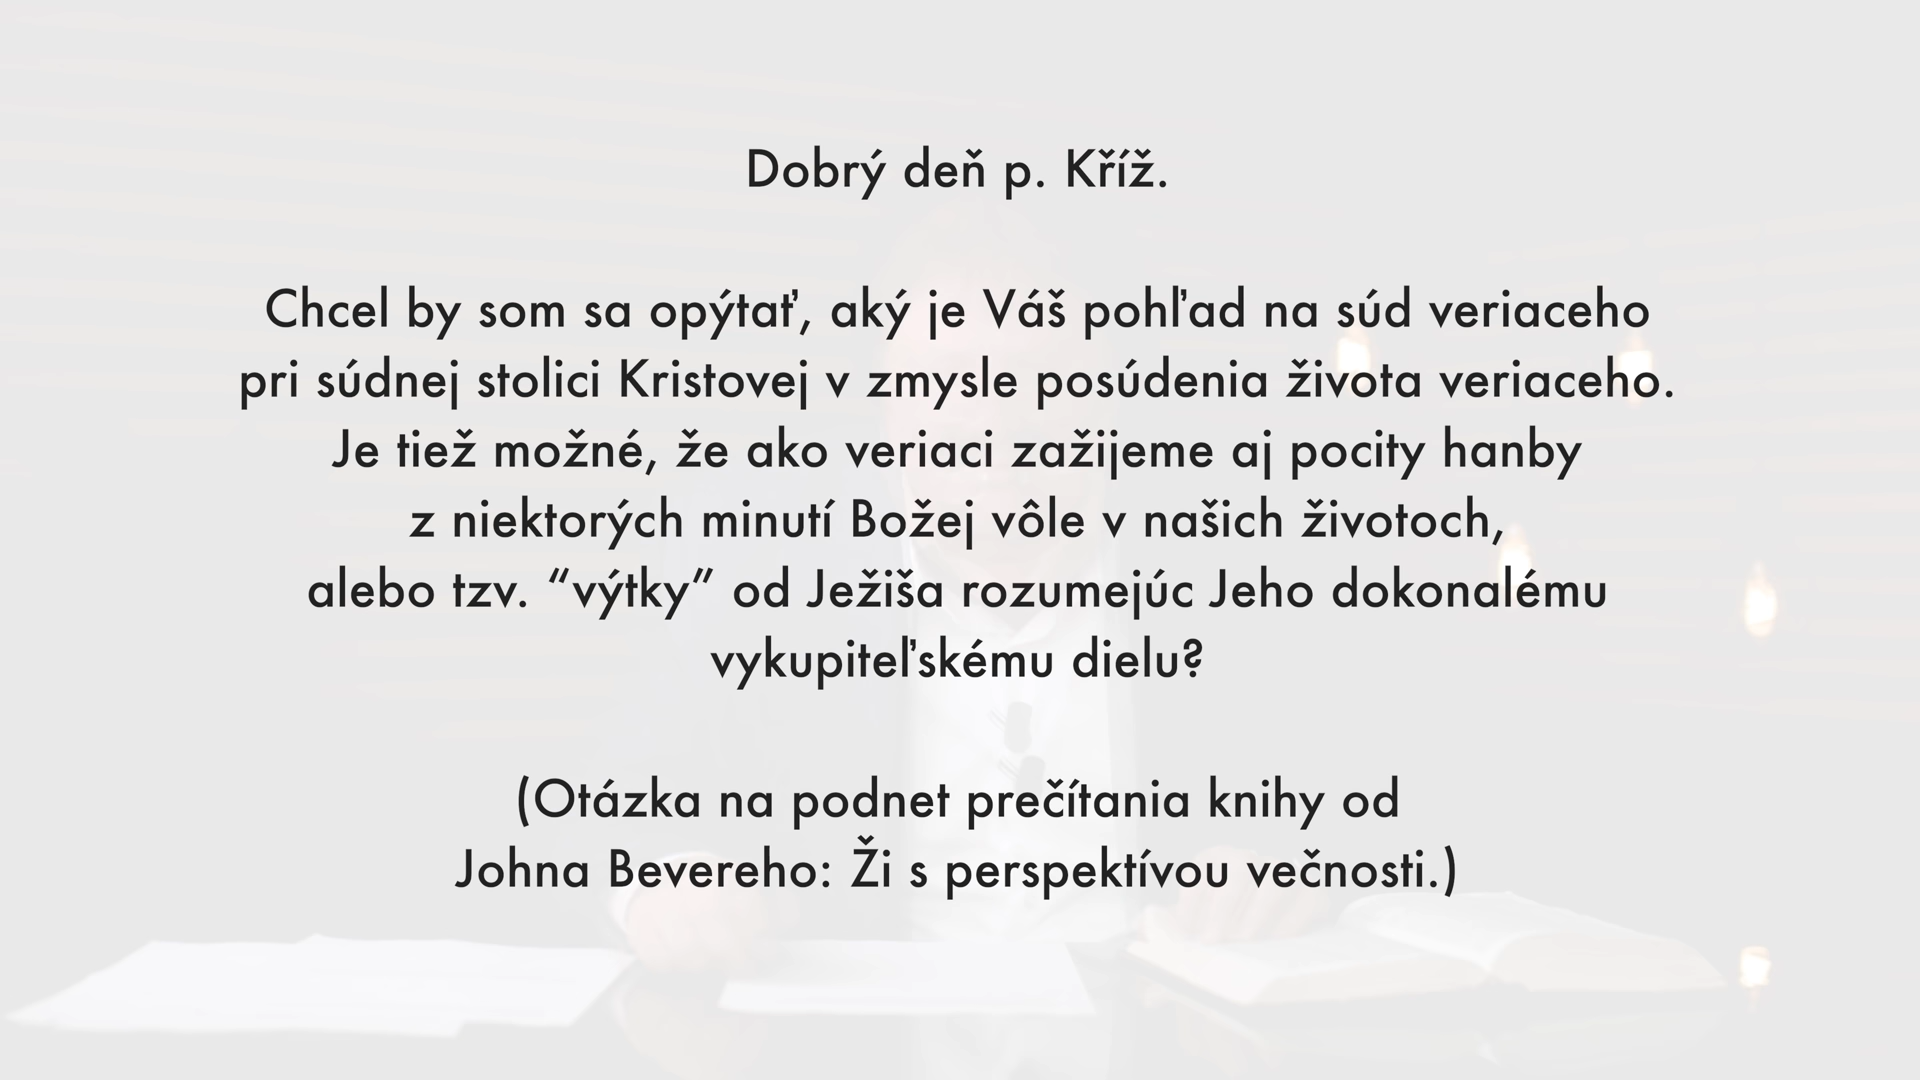 Dobrý deň p. Kříž.
Chcel by som sa opýtať, aký je Váš pohľad na súd veriaceho
pri súdnej stolici Kristovej v zmysle posúdenia života veriaceho.
Je tiež možné, že ako veriaci zažijeme aj pocity hanby
z niektorých minutí Božej vôle v našich životoch,
alebo tzv. “výtky” od Ježiša rozumejúc Jeho dokonalému
vykupiteľskému dielu?
(Otázka na podnet prečítania knihy od
Johna Bevereho: Ži s perspektívou večnosti.)